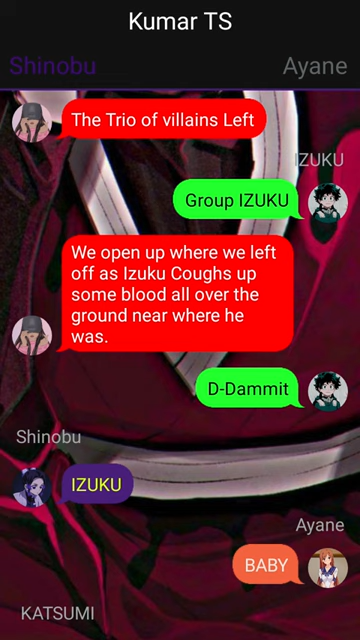 Kumar TS
Shinobu
Ayane
The Trio of villains Left
IZUKU
Group IZUKU
We open up where we left
off as Izuku Coughs up
some blood all over the
ground near where he
was.
D-Dammit
Shinobu
IZUKU
Ayane
BABY
KATSUMI